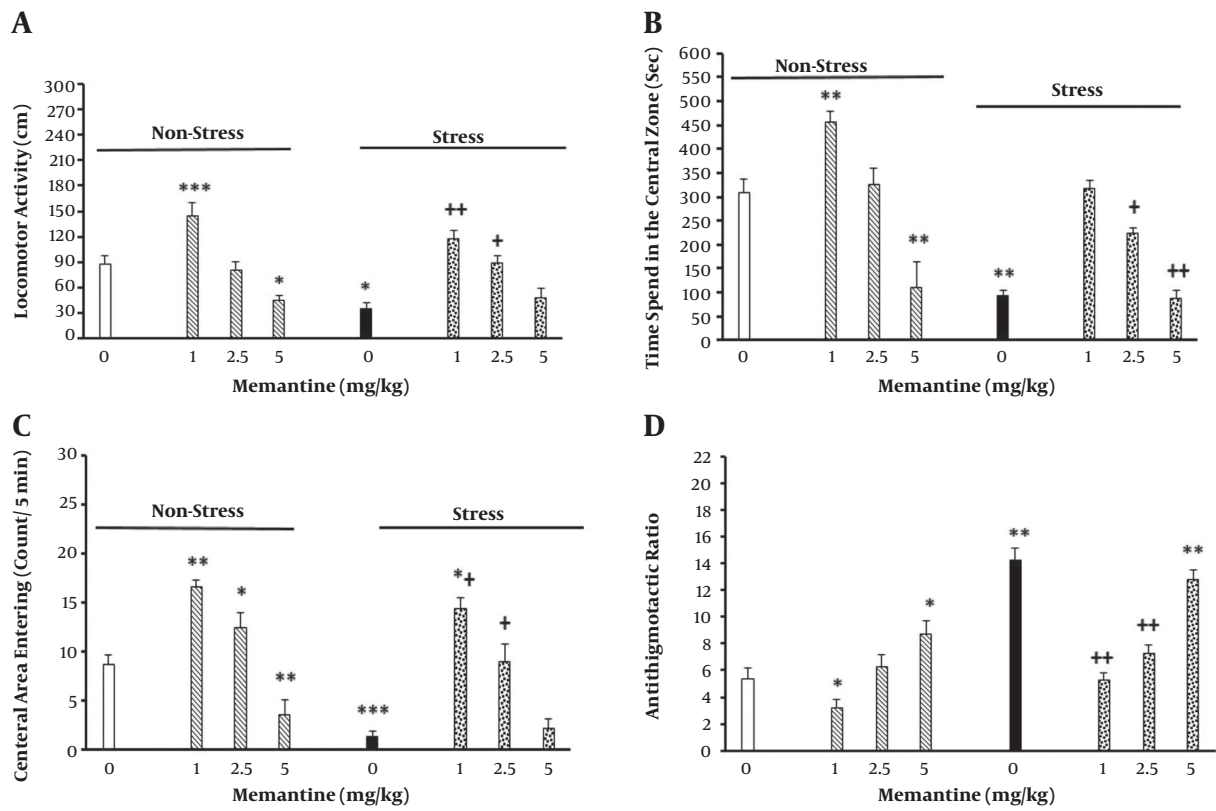 A
Locomotor Activity (cm)
300
270
240
210
180
150
120
90
60
30
0
Non-Stress
Stress
***
*
*
++
+
0 1 2.5 5 0 1 2.5 5
Memantine (mg/kg)
B
Time Spend in the Central Zone (Sec)
600
550
500
450
400
350
300
250
200
150
100
50
0
Non-Stress
Stress
**
**
**
+
++
0 1 2.5 5 0 1 2.5 5
Memantine (mg/kg)
C
Centeral Area Entering (Count/ 5 min)
30
25
20
15
10
5
0
Non-Stress
Stress
**
*
**
***
*+
+
0 1 2.5 5 0 1 2.5 5
Memantine (mg/kg)
D
Antithigmotactic Ratio
22
20
18
16
14
12
10
8
6
4
2
0
*
*
**
++
++
**
0 1 2.5 5 0 1 2.5 5
Memantine (mg/kg)